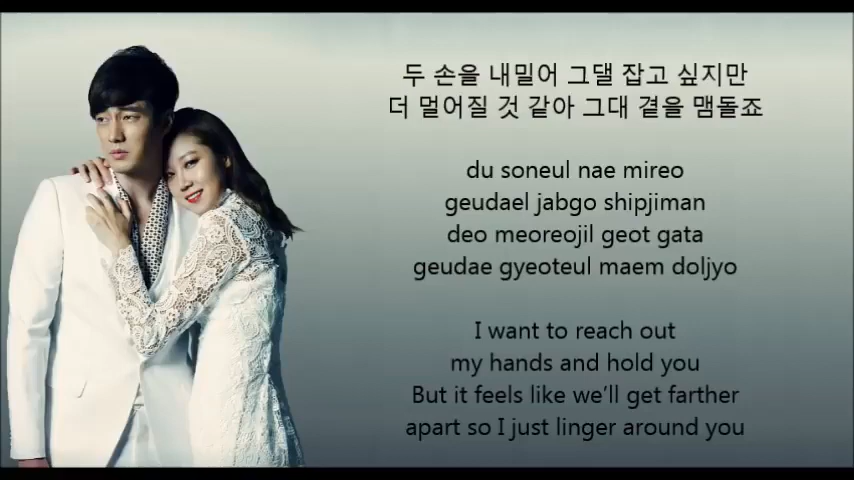 두 손을 내밀어 그댈 잡고 싶지만
더 멀어질 것 같아 그대 곁을 맴돌죠
du soneul nae mireo
geudael jabgo shipjiman
deo meoreojil geot gata
geudae gyeoteul maem doljyo
I want to reach out
my hands and hold you
But it feels like we'll get farther
apart so I just linger around you